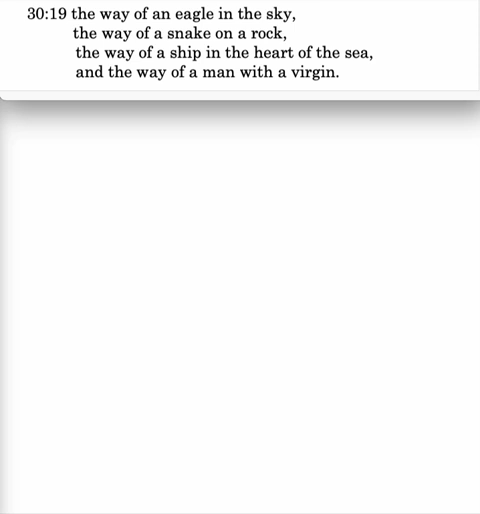 30:19 the way of an eagle in the sky,
the way of a snake on a rock,
the way of a ship in the heart of the sea,
and the way of a man with a virgin.